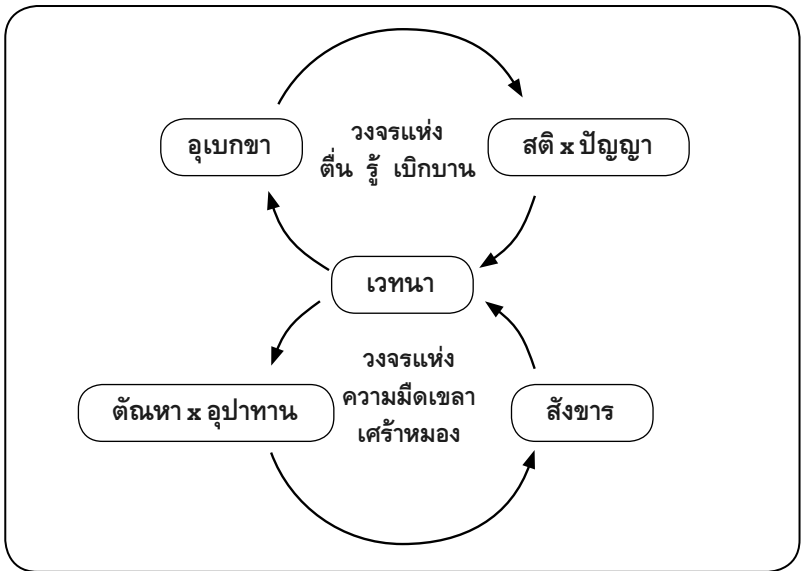 อุเบกขา
วงจรแห่ง
ตื่น รู้ เบิกบาน
สติ x ปัญญา
เวทนา
ตัณหา x อุปาทาน
วงจรแห่ง
ความมืดเขลา
เศร้าหมอง
สังขาร